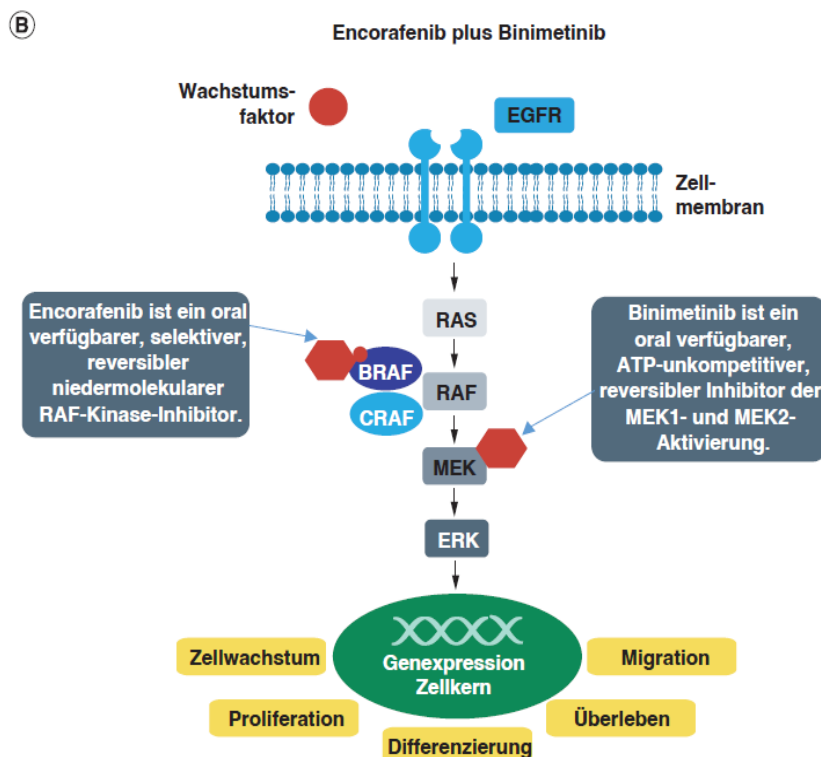 B
Encorafenib plus Binimetinib
Wachstums-
faktor
EGFR
Zell-
membran
Encorafenib ist ein oral
verfügbarer, selektiver,
reversibler
niedermolekularer
RAF-Kinase-Inhibitor.
Binimetinib ist ein
oral verfügbarer,
ATP-unkompetitiver,
reversibler Inhibitor der
MEK1- und MEK2-
Aktivierung.
RAS
BRAF
RAF
CRAF
MEK
ERK
Genexpression
Zellkern
Zellwachstum
Migration
Proliferation
Überleben
Differenzierung